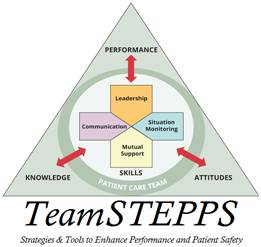 PERFORMANCE
Leadership
Communication
Situation
Monitoring
Mutual
Support
SKILLS
KNOWLEDGE
ATTITUDES
PATIENT CARE TEAM
TeamSTEPPS
Strategies & Tools to Enhance Performance and Patient Safety